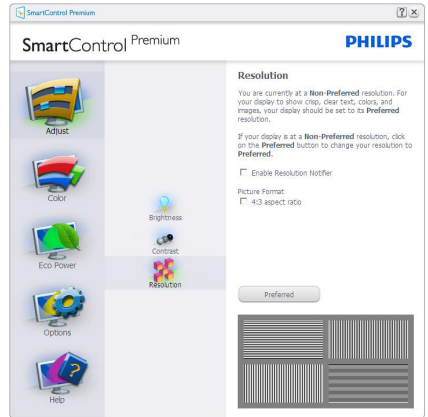 SmartControl Premium
SmartControl Premium
PHILIPS
Adjust
Color
Eco Power
Options
Help
Brightness
Contrast
Resolution
Resolution
You are currently at a Non-Preferred resolution. For
your display to show crisp, clear text, colors, and
images, your display should be set to its Preferred
resolution.
If your display is at a Non-Preferred resolution, click
on the Preferred button to change your resolution to
Preferred.
Enable Resolution Notifier
Picture Format
4:3 aspect ratio
Preferred